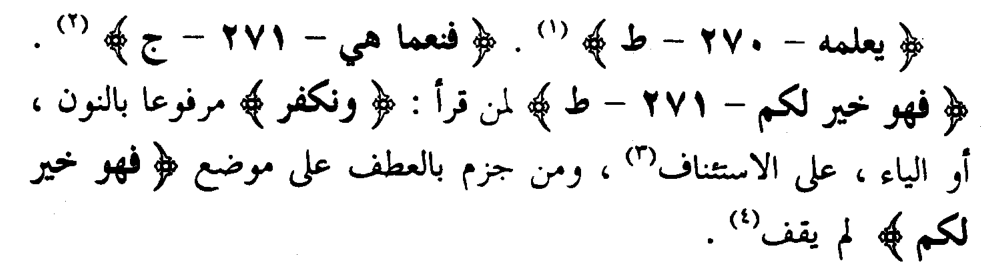 ﴿ يعلمه – ٢٧٠ – ط ﴾ (١) . ﴿ فنعما هي – ٢٧١ – ج ﴾ (٢) .
﴿ فهو خير لكم – ٢٧١ – ط ﴾ لمن قرأ : ﴿ ونكفر ﴾ مرفوعا بالنون ،
أو الياء ، على الاستئناف (٣) ، ومن جزم بالعطف على موضع ﴿ فهو خير
لكم ﴾ لم يقف (٤) .